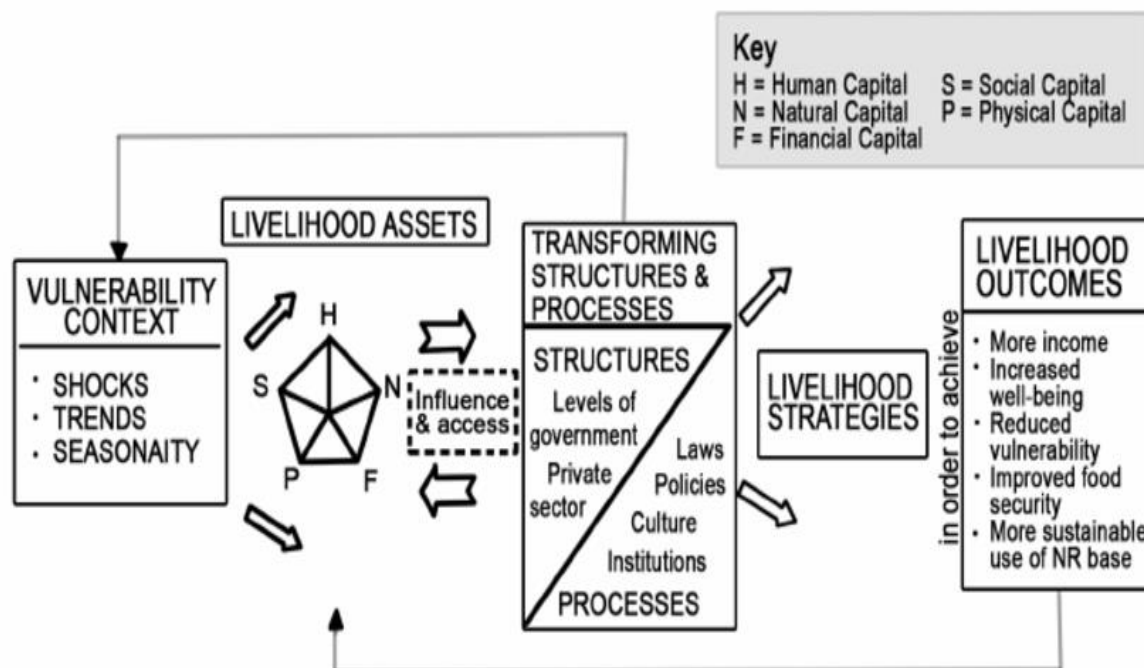 Key
H = Human Capital
S = Social Capital
N = Natural Capital
P = Physical Capital
F = Financial Capital
LIVELIHOOD ASSETS
VULNERABILITY
CONTEXT
· SHOCKS
· TRENDS
· SEASONAITY
H
S
N
P
F
Influence
& access
TRANSFORMING
STRUCTURES &
PROCESSES
STRUCTURES
Levels of
government
Private
sector
Laws
Policies
Culture
Institutions
PROCESSES
LIVELIHOOD
STRATEGIES
in order to achieve
LIVELIHOOD
OUTCOMES
· More income
· Increased
well-being
· Reduced
vulnerability
· Improved food
security
· More sustainable
use of NR base